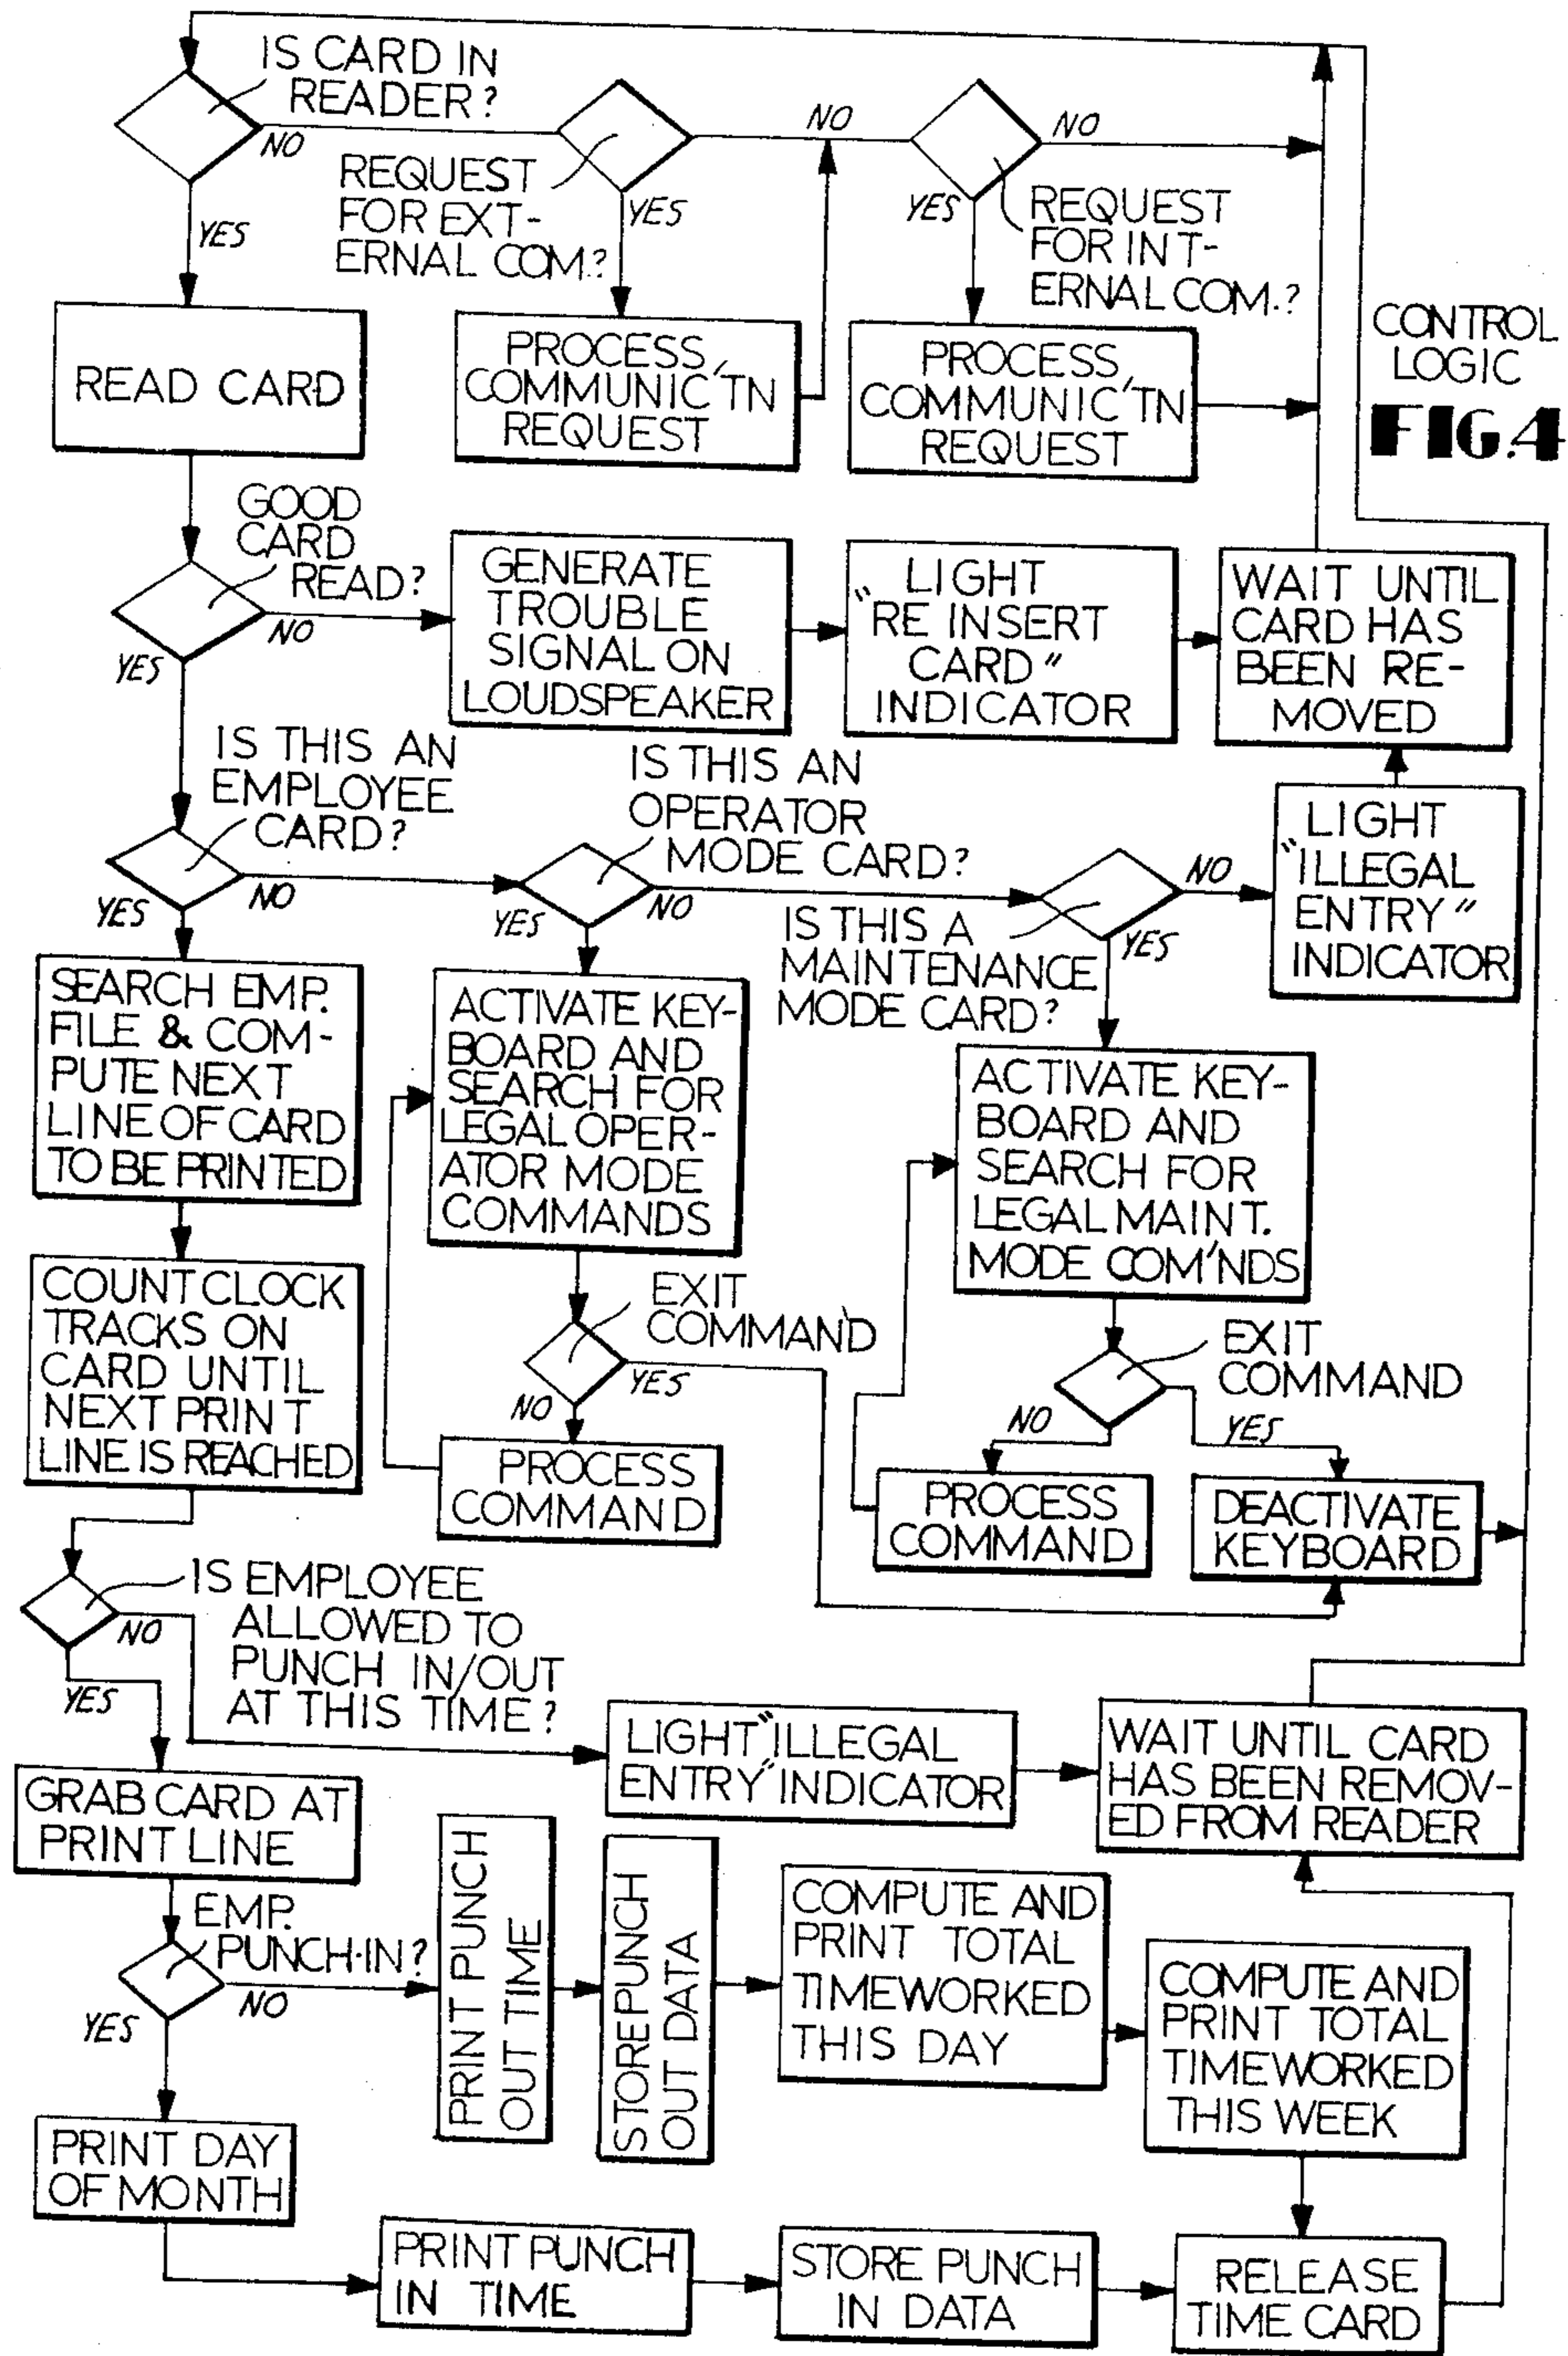 IS CARD IN
READER?
NO
YES
REQUEST
FOR EXT-
ERNAL COM.?
YES
NO
NO
YES
REQUEST
FOR INT-
ERNAL COM.?
READ CARD
PROCESS
COMMUNIC'TN
REQUEST
PROCESS
COMMUNIC'TN
REQUEST
CONTROL
LOGIC
FIG.4
GOOD
CARD
READ?
NO
YES
GENERATE
TROUBLE
SIGNAL ON
LOUDSPEAKER
LIGHT
"RE INSERT
CARD"
INDICATOR
WAIT UNTIL
CARD HAS
BEEN RE-
MOVED
IS THIS AN
EMPLOYEE
CARD?
YES
NO
IS THIS AN
OPERATOR
MODE CARD?
YES
NO
IS THIS A
MAINTENANCE
MODE CARD?
NO
YES
LIGHT
"ILLEGAL
ENTRY"
INDICATOR
SEARCH EMP.
FILE & COM-
PUTE NEXT
LINE OF CARD
TO BE PRINTED
ACTIVATE KEY-
BOARD AND
SEARCH FOR
LEGAL OPER-
ATOR MODE
COMMANDS
ACTIVATE KEY-
BOARD AND
SEARCH FOR
LEGAL MAINT.
MODE COM'NDS
COUNT CLOCK
TRACKS ON
CARD UNTIL
NEXT PRINT
LINE IS REACHED
EXIT
COMMAND
YES
NO
PROCESS
COMMAND
EXIT
COMMAND
NO
YES
PROCESS
COMMAND
DEACTIVATE
KEYBOARD
IS EMPLOYEE
ALLOWED TO
PUNCH IN/OUT
AT THIS TIME?
NO
YES
LIGHT "ILLEGAL
ENTRY" INDICATOR
WAIT UNTIL CARD
HAS BEEN REMOV-
ED FROM READER
GRAB CARD AT
PRINT LINE
EMP.
PUNCH-IN?
NO
YES
PRINT PUNCH
OUT TIME
STORE PUNCH
OUT DATA
COMPUTE AND
PRINT TOTAL
TIME WORKED
THIS DAY
COMPUTE AND
PRINT TOTAL
TIME WORKED
THIS WEEK
PRINT DAY
OF MONTH
PRINT PUNCH
IN TIME
STORE PUNCH
IN DATA
RELEASE
TIME CARD